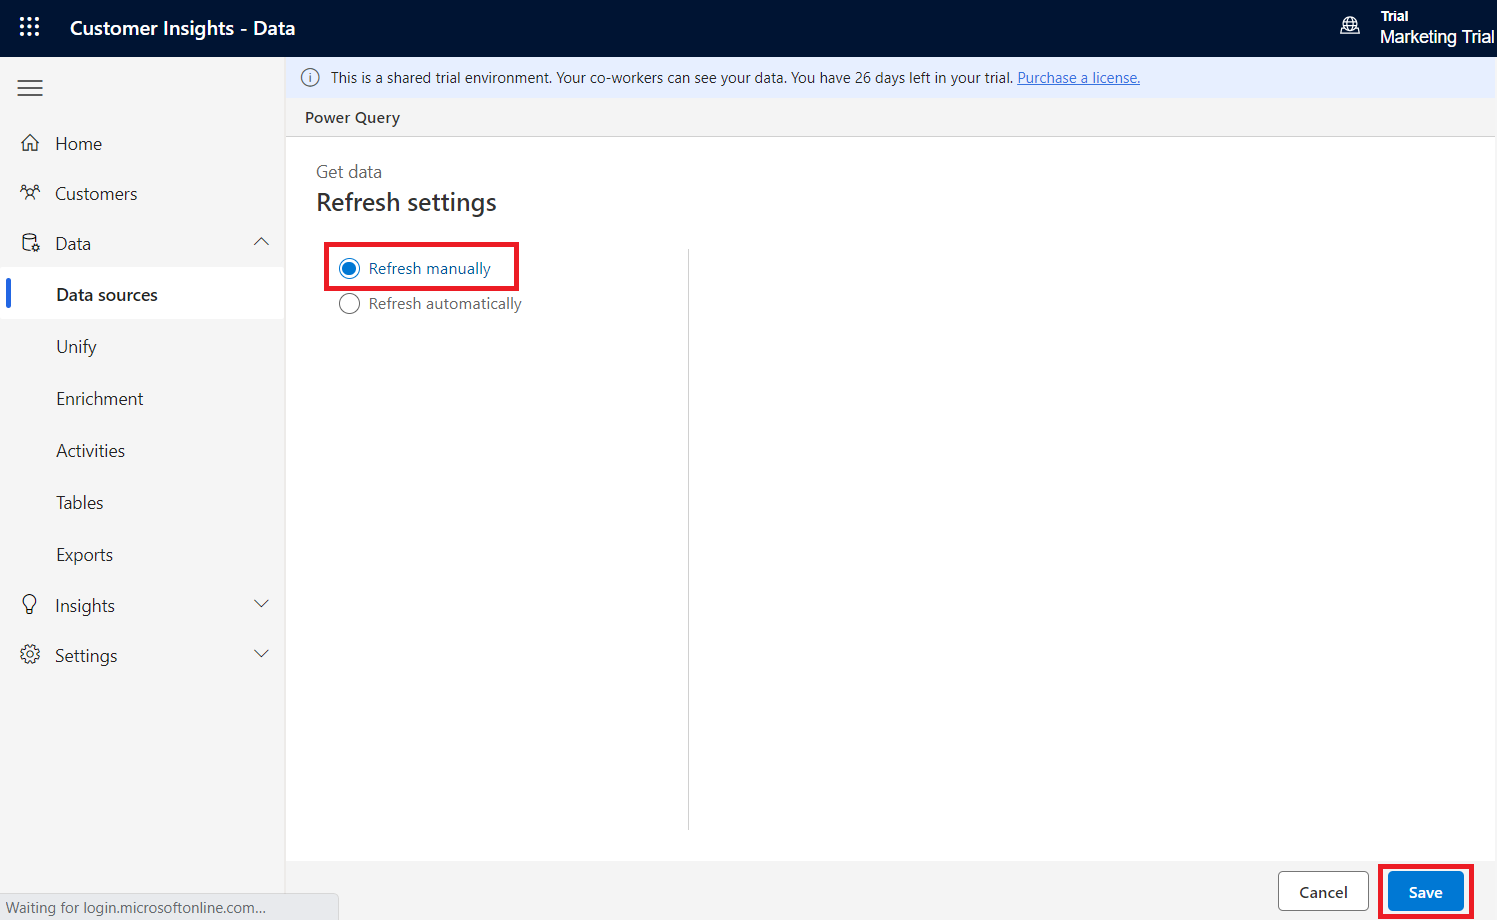 Customer Insights - Data
Trial
Marketing Trial
This is a shared trial environment. Your co-workers can see your data. You have 26 days left in your trial. Purchase a license.
Home
Customers
Data
Data sources
Unify
Enrichment
Activities
Tables
Exports
Insights
Settings
Power Query
Get data
Refresh settings
Refresh manually
Refresh automatically
Cancel
Save
Waiting for login.microsoftonline.com...